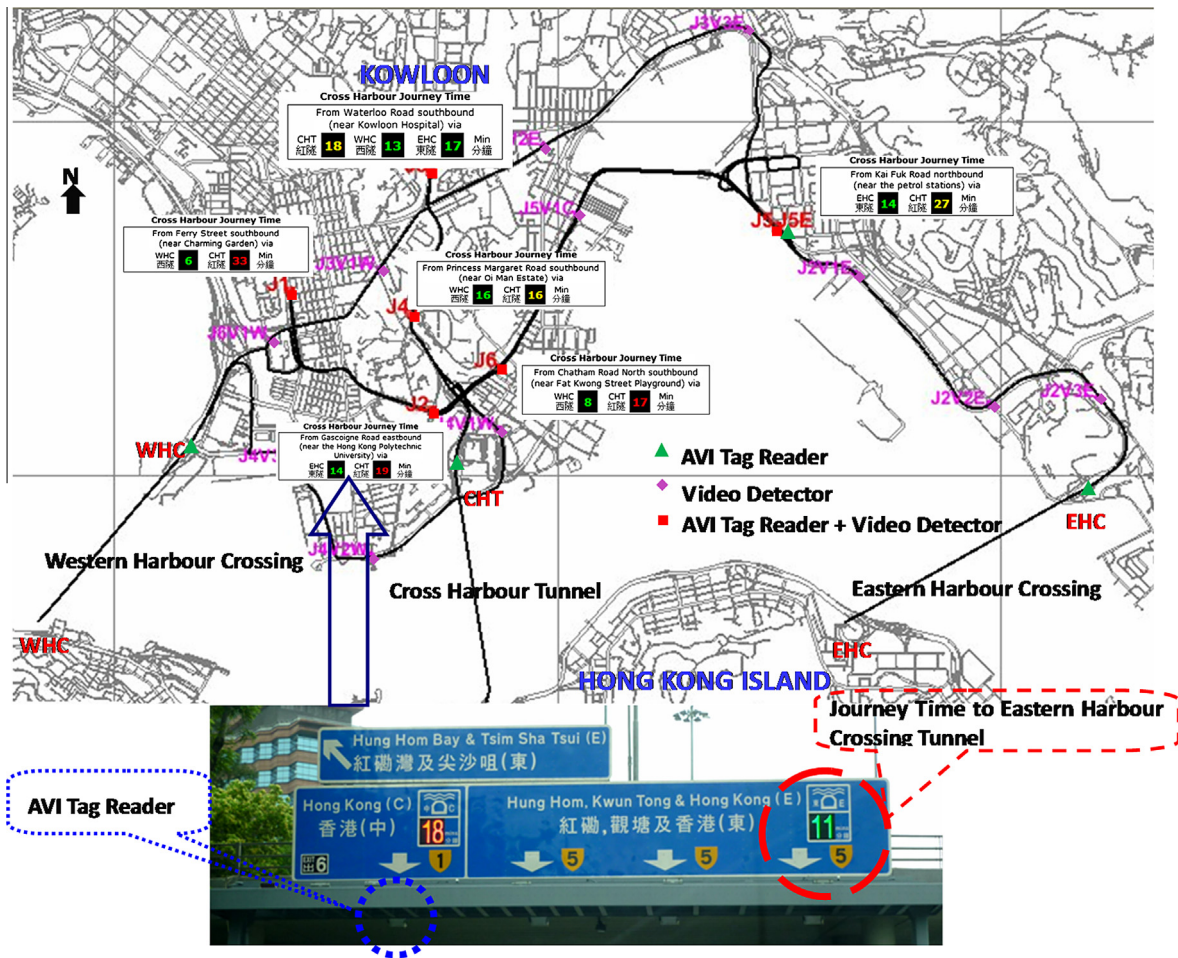 J3V3E
KOWLOON
Cross Harbour Journey Time
From Waterloo Road southbound
(near Kowloon Hospital) via
CHT 18 WHC 13 EHC 17 Min
紅隧 西隧 東隧 分鐘
N
Cross Harbour Journey Time
From Kai Fuk Road northbound
(near the petrol stations) via
EHC 14 CHT 27 Min
東隧 紅隧 分鐘
Cross Harbour Journey Time
From Ferry Street southbound
(near Charming Garden) via
WHC 6 CHT 33 Min
西隧 紅隧 分鐘
J5V1C
J5 J5E
Cross Harbour Journey Time
From Princess Margaret Road southbound
(near Oi Man Estate) via
WHC 16 CHT 16 Min
西隧 紅隧 分鐘
J3V1W
J2V1E
J1
J4
J6V1W
J6
Cross Harbour Journey Time
From Chatham Road North southbound
(near Fat Kwong Street Playground) via
WHC 8 CHT 17 Min
西隧 紅隧 分鐘
J2V2E
J2V3E
J2
J4V1W
Cross Harbour Journey Time
From Gascoigne Road eastbound
(near the Hong Kong Polytechnic
University) via
EHC 14 CHT 19 Min
東隧 紅隧 分鐘
WHC
CHT
EHC
AVI Tag Reader
Video Detector
AVI Tag Reader + Video Detector
J4V2W
Western Harbour Crossing
Cross Harbour Tunnel
Eastern Harbour Crossing
WHC
EHC
HONG KONG ISLAND
Journey Time to Eastern Harbour
Crossing Tunnel
AVI Tag Reader
Hung Hom Bay & Tsim Sha Tsui (E)
紅磡灣及尖沙咀(東)
Hong Kong (C)
香港(中)
中 C
18 MINS 分鐘
EXIT 出 6
1
Hung Hom, Kwun Tong & Hong Kong (E)
紅磡,觀塘及香港(東)
東 E
11 MINS 分鐘
5
5
5